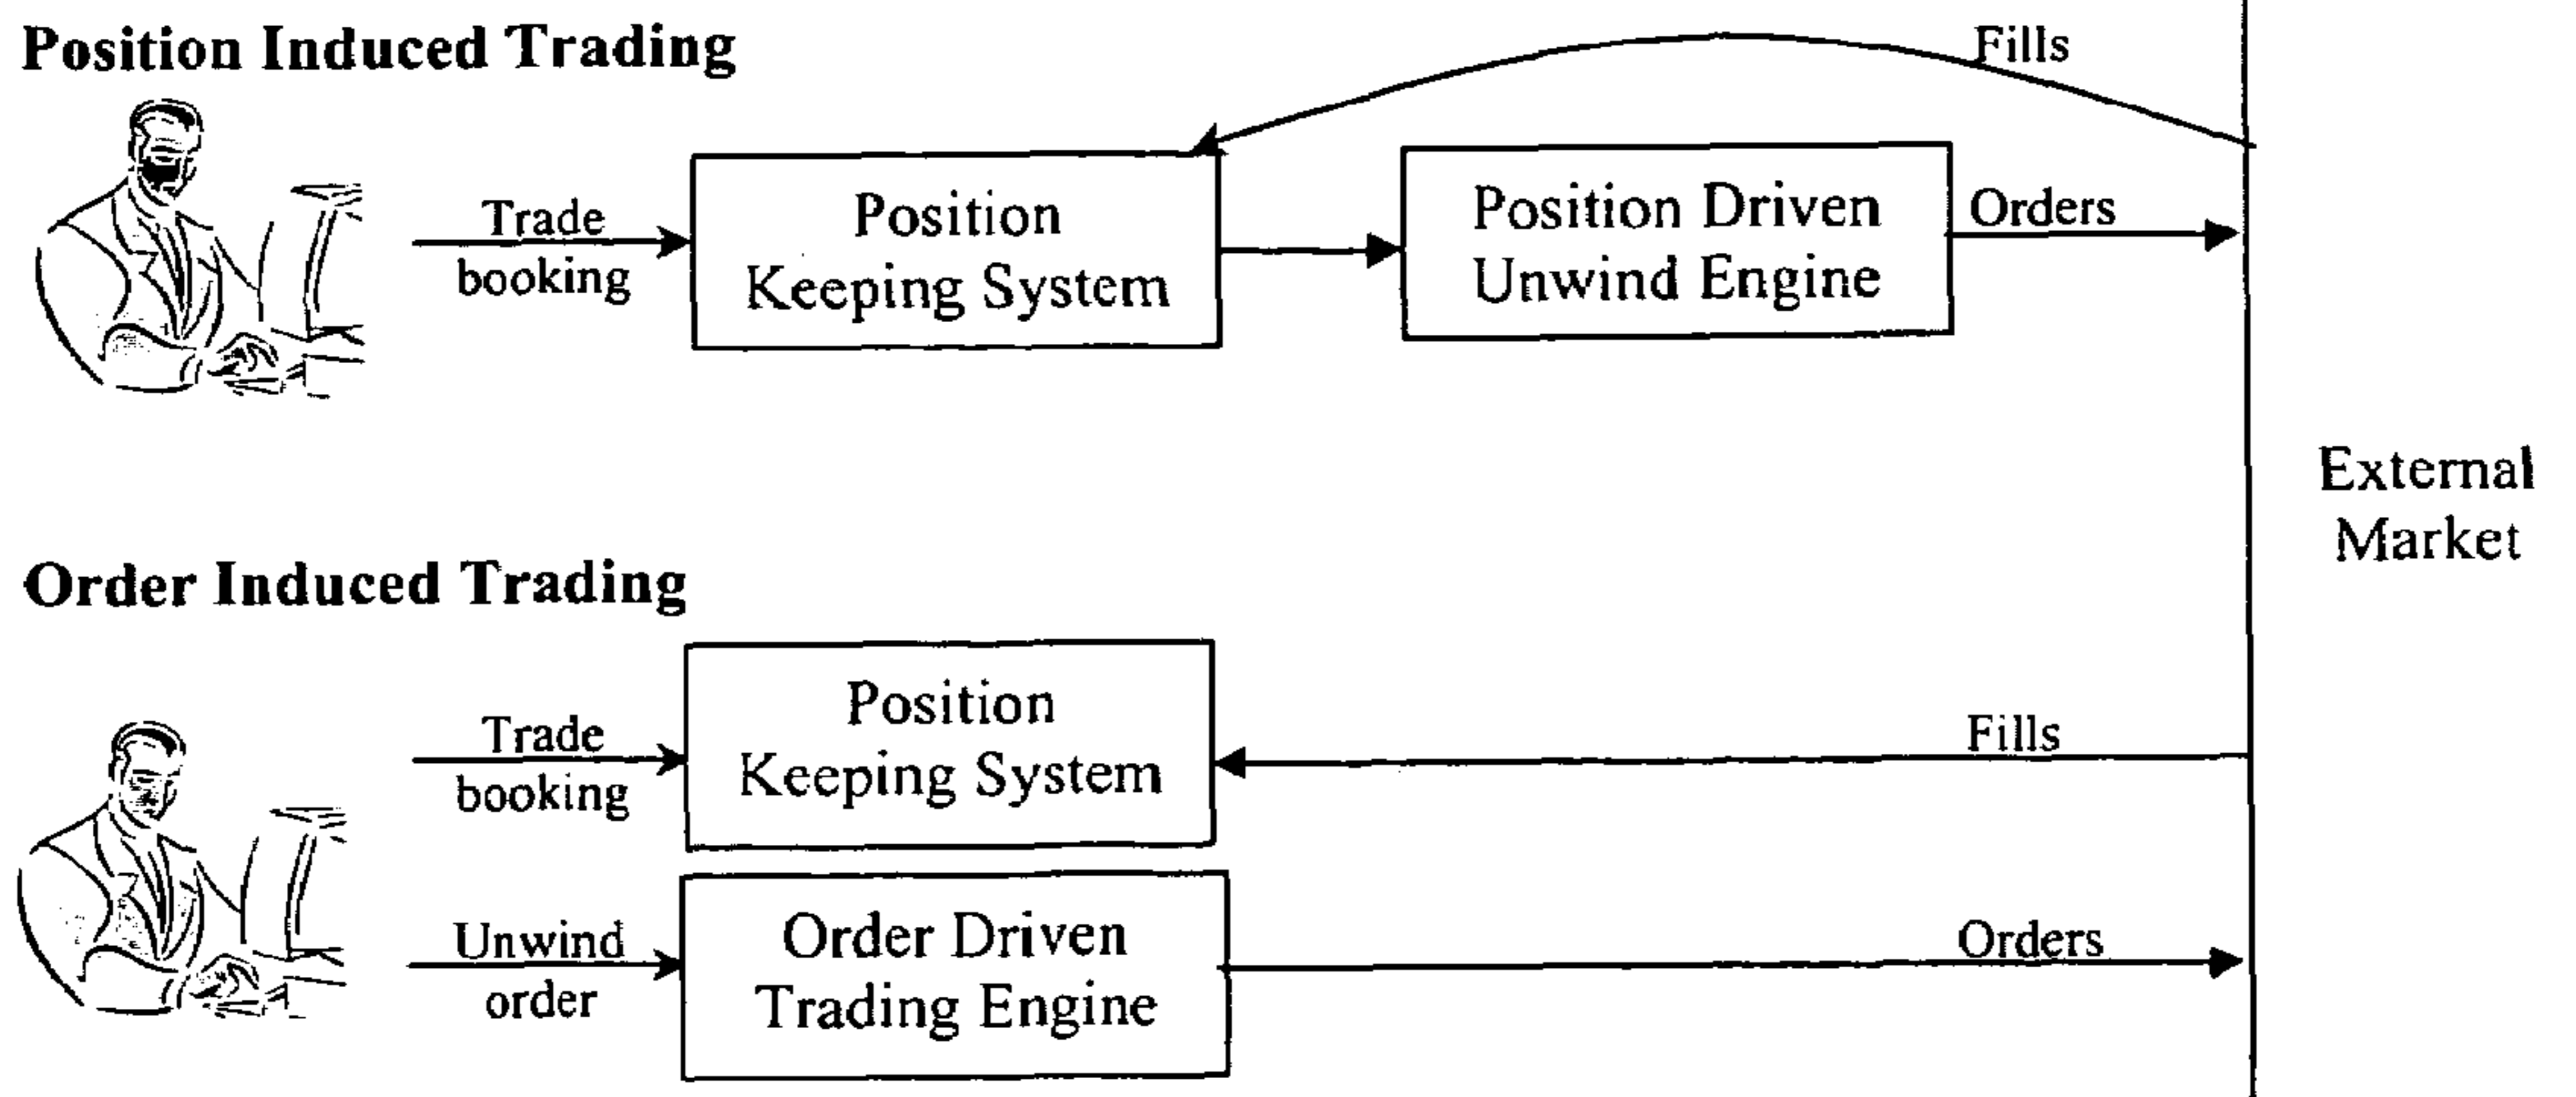 Position Induced Trading
Fills
Trade
booking
Position
Keeping System
Position Driven
Unwind Engine
Orders
External
Market
Order Induced Trading
Trade
booking
Position
Keeping System
Fills
Unwind
order
Order Driven
Trading Engine
Orders